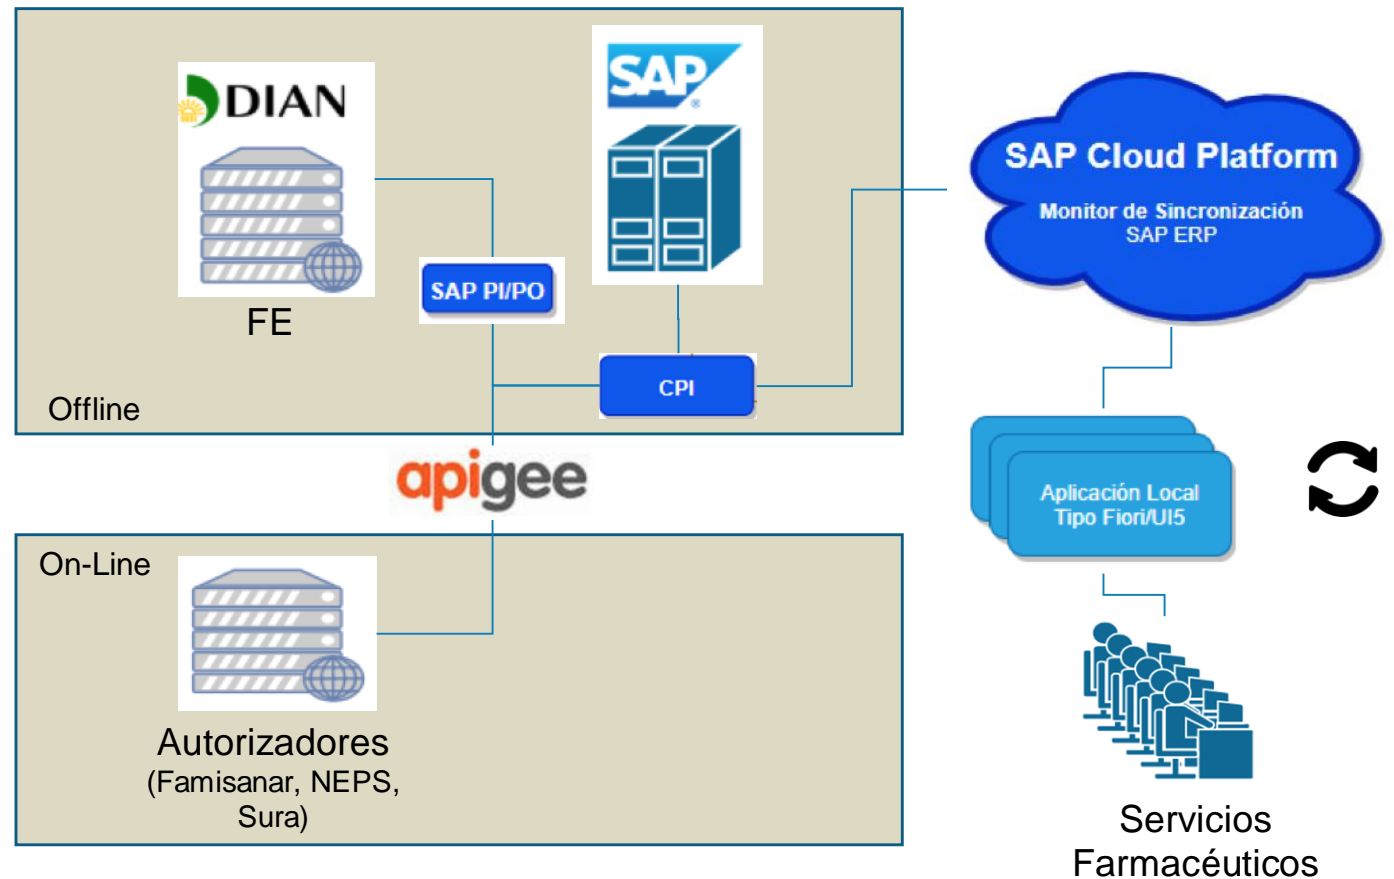 DIAN
FE
SAP PI/PO
SAP
®
CPI
Offline
SAP Cloud Platform
Monitor de Sincronización
SAP ERP
apigee
Aplicación Local
Tipo Fiori/UI5
On-Line
Autorizadores
(Famisanar, NEPS,
Sura)
Servicios
Farmacéuticos